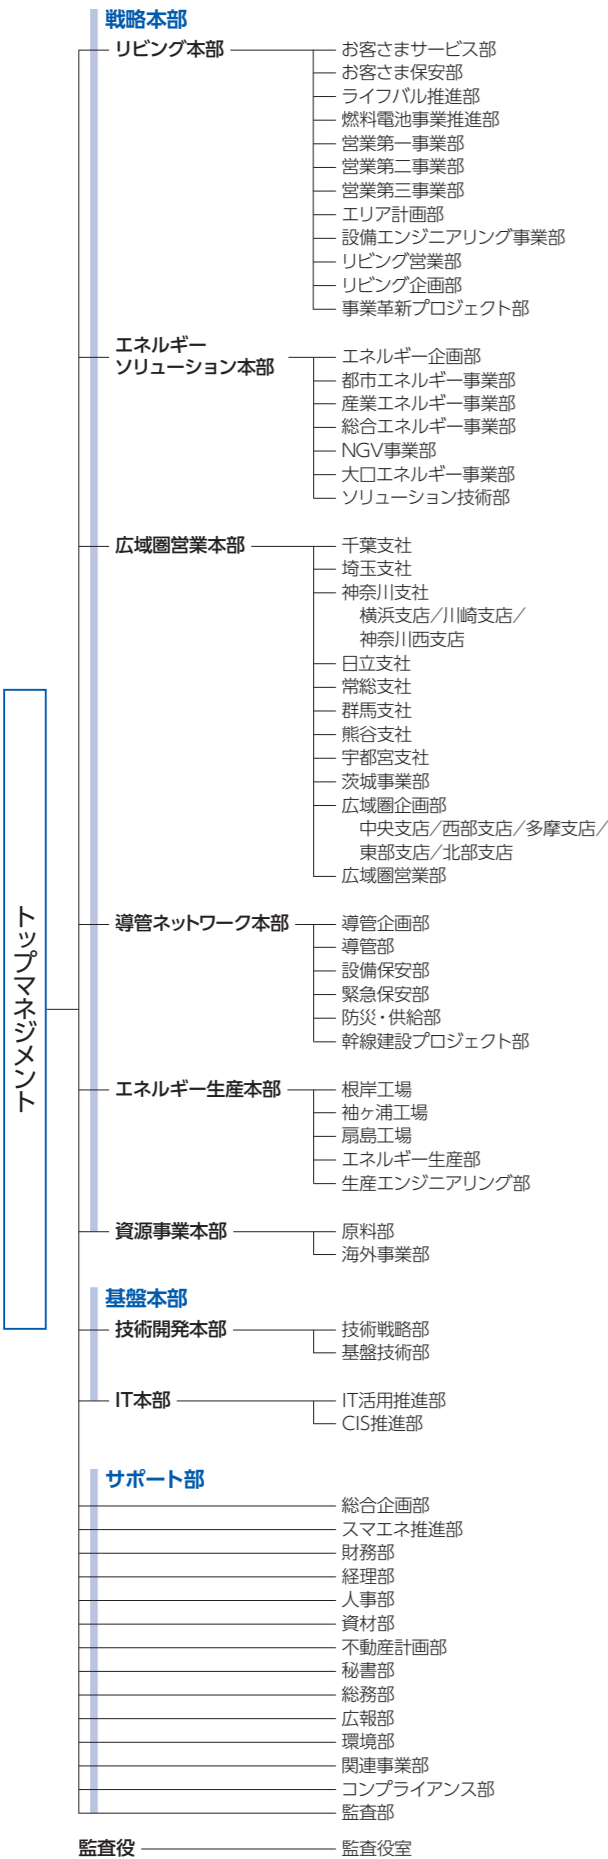 戦略本部
リビング本部
お客さまサービス部
お客さま保安部
ライフバル推進部
燃料電池事業推進部
営業第一事業部
営業第二事業部
営業第三事業部
エリア計画部
設備エンジニアリング事業部
リビング営業部
リビング企画部
事業革新プロジェクト部
エネルギー
ソリューション本部
エネルギー企画部
都市エネルギー事業部
産業エネルギー事業部
総合エネルギー事業部
NGV事業部
大口エネルギー事業部
ソリューション技術部
広域圏営業本部
千葉支社
埼玉支社
神奈川支社
横浜支店/川崎支店/
神奈川西支店
日立支社
常総支社
群馬支社
熊谷支社
宇都宮支社
茨城事業部
広域圏企画部
中央支店/西部支店/多摩支店/
東部支店/北部支店
広域圏営業部
トップマネジメント
導管ネットワーク本部
導管企画部
導管部
設備保安部
緊急保安部
防災・供給部
幹線建設プロジェクト部
エネルギー生産本部
根岸工場
袖ヶ浦工場
扇島工場
エネルギー生産部
生産エンジニアリング部
資源事業本部
原料部
海外事業部
基盤本部
技術開発本部
技術戦略部
基盤技術部
IT本部
IT活用推進部
CIS推進部
サポート部
総合企画部
スマエネ推進部
財務部
経理部
人事部
資材部
不動産計画部
秘書部
総務部
広報部
環境部
関連事業部
コンプライアンス部
監査部
監査役
監査役室